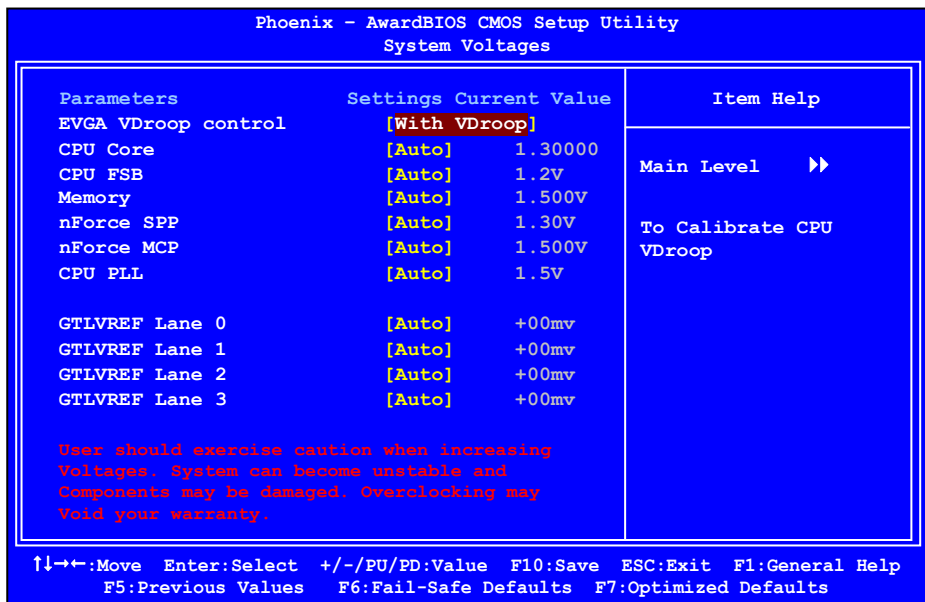 Phoenix – AwardBIOS CMOS Setup Utility
System Voltages
Parameters Settings Current Value
EVGA VDroop control [With VDroop]
CPU Core [Auto] 1.30000
CPU FSB [Auto] 1.2V
Memory [Auto] 1.500V
nForce SPP [Auto] 1.30V
nForce MCP [Auto] 1.500V
CPU PLL [Auto] 1.5V
GTLVREF Lane 0 [Auto] +00mv
GTLVREF Lane 1 [Auto] +00mv
GTLVREF Lane 2 [Auto] +00mv
GTLVREF Lane 3 [Auto] +00mv
User should exercise caution when increasing
Voltages. System can become unstable and
Components may be damaged. Overclocking may
Void your warranty.
Item Help
Main Level
To Calibrate CPU
VDroop
↑↓→←:Move Enter:Select +/-/PU/PD:Value F10:Save ESC:Exit F1:General Help
F5:Previous Values F6:Fail-Safe Defaults F7:Optimized Defaults